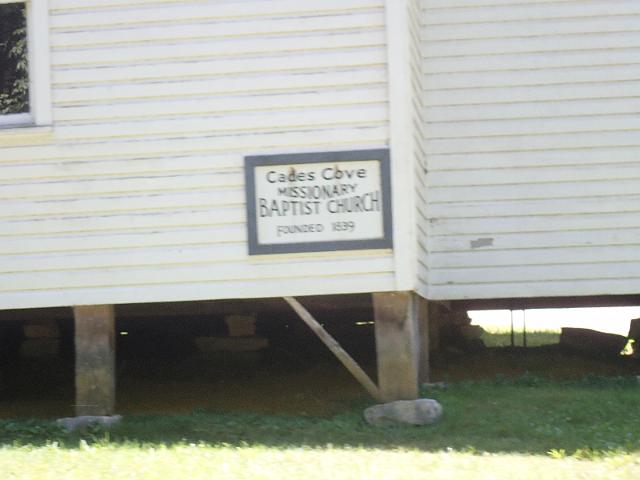 Cades Cove
MISSIONARY
BAPTIST CHURCH
FOUNDED 1839